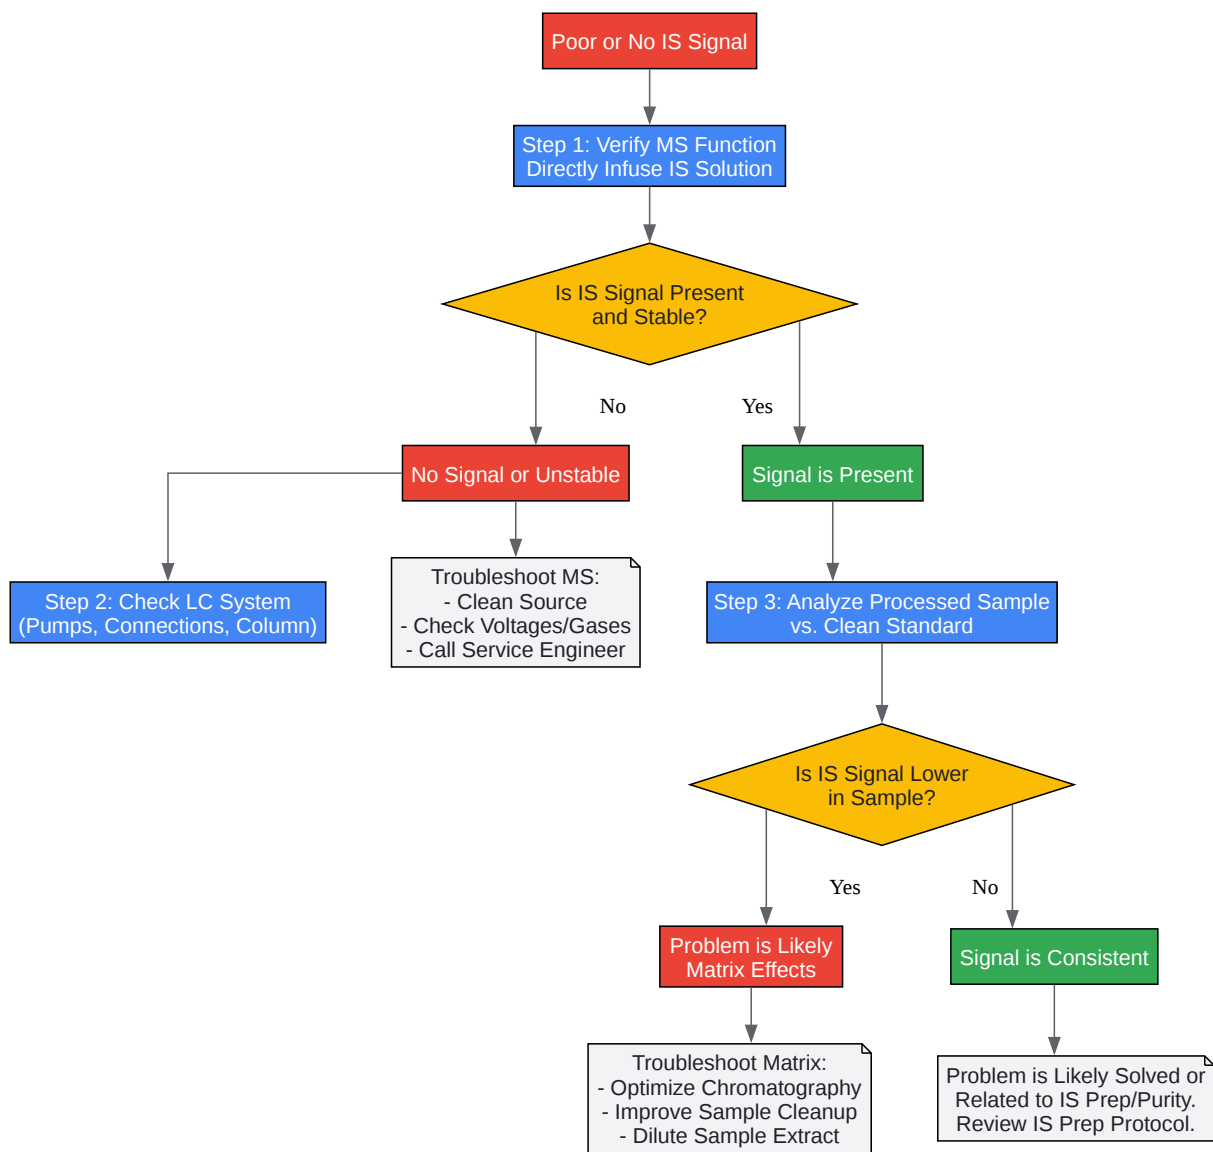 Poor or No IS Signal
Step 1: Verify MS Function
Directly Infuse IS Solution
Is IS Signal Present
and Stable?
No
Yes
No Signal or Unstable
Signal is Present
Step 2: Check LC System
(Pumps, Connections, Column)
Troubleshoot MS:
- Clean Source
- Check Voltages/Gases
- Call Service Engineer
Step 3: Analyze Processed Sample
vs. Clean Standard
Is IS Signal Lower
in Sample?
Yes
No
Problem is Likely
Matrix Effects
Signal is Consistent
Troubleshoot Matrix:
- Optimize Chromatography
- Improve Sample Cleanup
- Dilute Sample Extract
Problem is Likely Solved or
Related to IS Prep/Purity.
Review IS Prep Protocol.